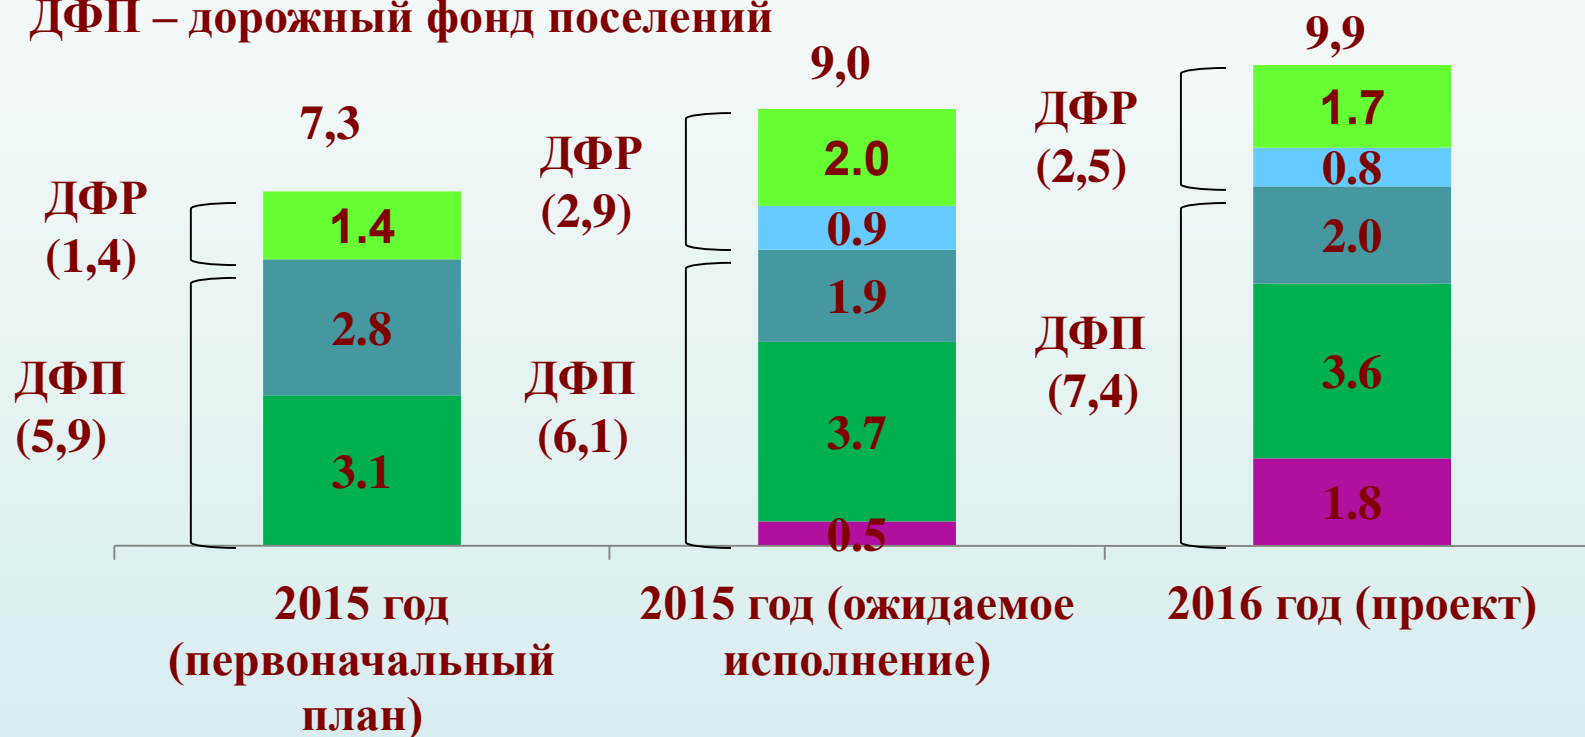 ДФП – дорожный фонд поселений
7,3
ДФР
(1,4)
ДФП
(5,9)
1.4
2.8
3.1
9,0
ДФР
(2,9)
ДФП
(6,1)
2.0
0.9
1.9
3.7
0.5
9,9
ДФР
(2,5)
ДФП
(7,4)
1.7
0.8
2.0
3.6
1.8
2015 год
(первоначальный
план)
2015 год (ожидаемое
исполнение)
2016 год (проект)